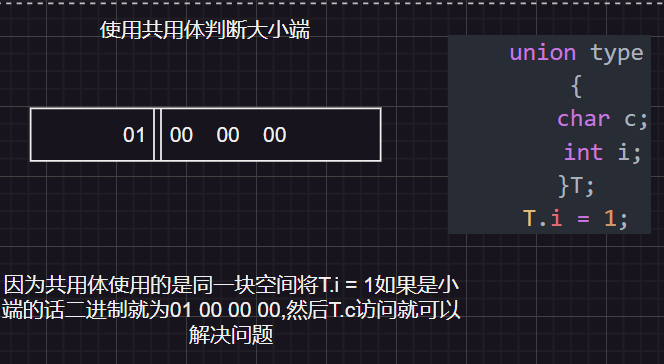 使用共用体判断大小端
01 00 00 00
union type
{
char c;
int i;
}T;
T.i = 1;
因为共用体使用的是同一块空间将T.i = 1如果是小
端的话二进制就为01 00 00 00,然后T.c访问就可以
解决问题